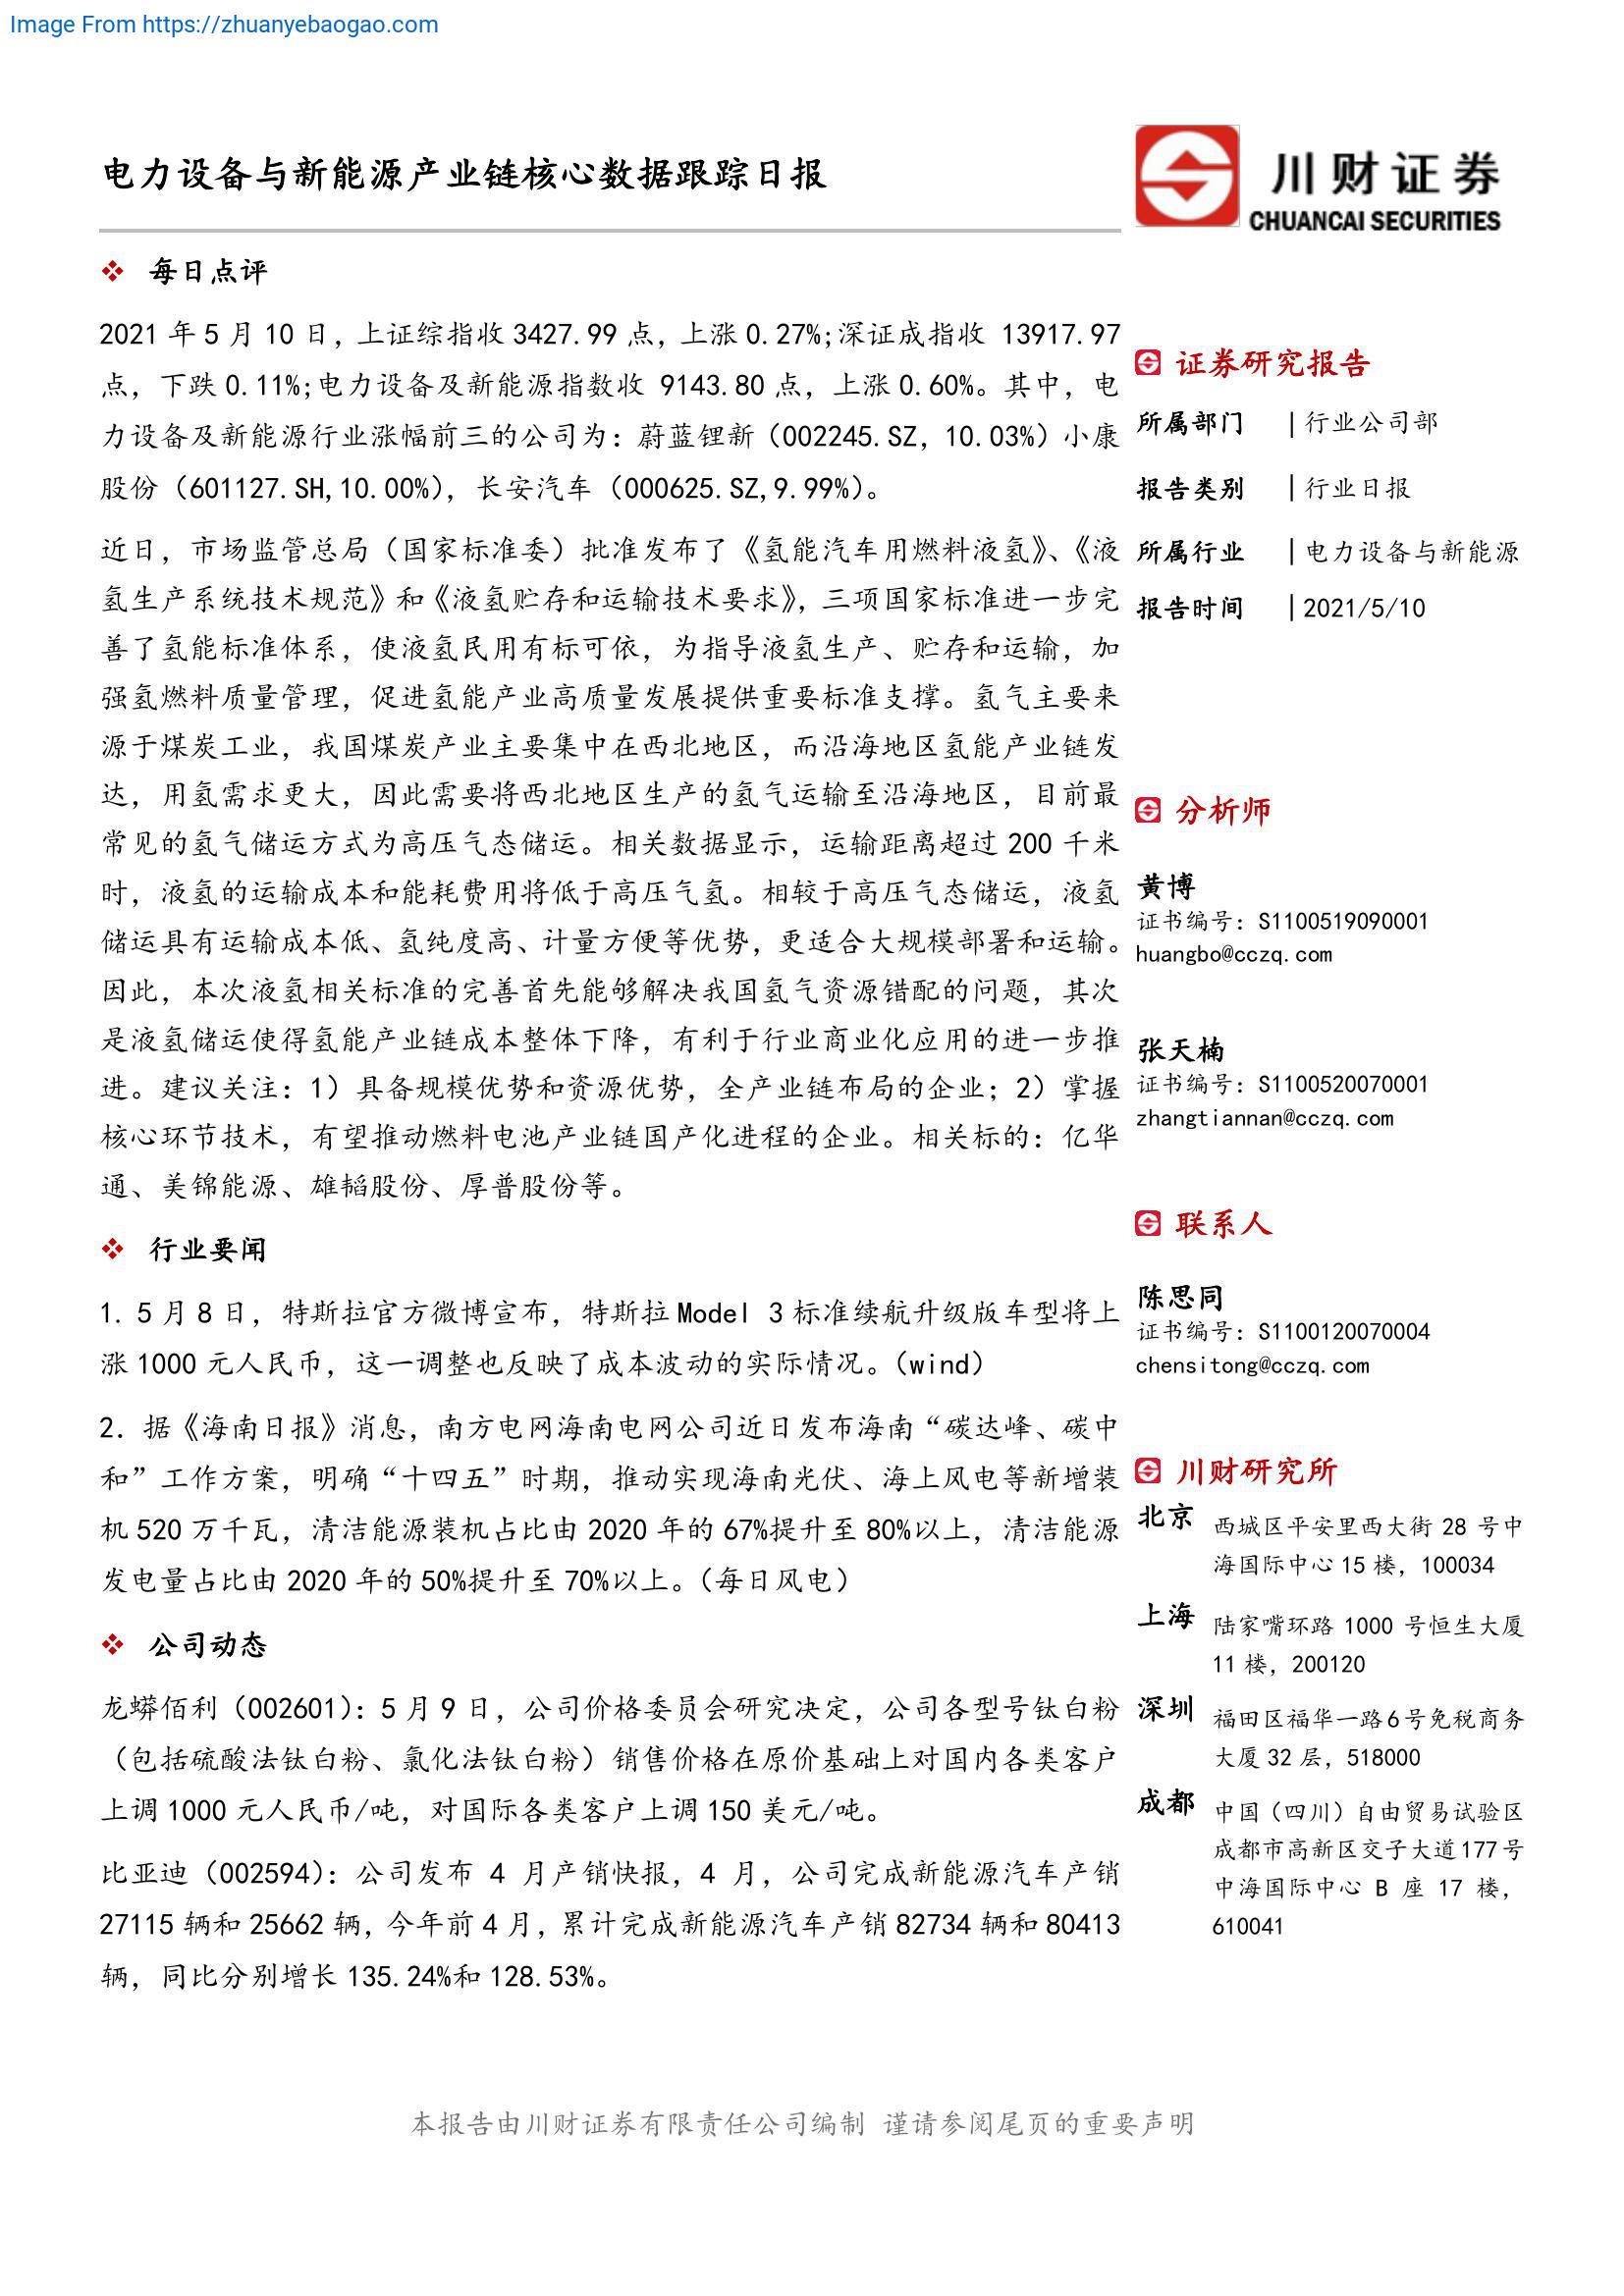 Image From https://zhuanyebaogao.com
电力设备与新能源产业链核心数据跟踪日报
川财证券
CHUANCAI SECURITIES
每日点评
2021 年 5 月 10 日，上证综指收 3427.99 点，上涨 0.27%;深证成指收 13917.97
点，下跌 0.11%;电力设备及新能源指数收 9143.80 点，上涨 0.60%。其中，电
力设备及新能源行业涨幅前三的公司为：蔚蓝锂新（002245.SZ, 10.03%）小康
股份（601127.SH,10.00%），长安汽车（000625.SZ,9.99%）。
近日，市场监管总局（国家标准委）批准发布了《氢能汽车用燃料液氢》、《液
氢生产系统技术规范》和《液氢贮存和运输技术要求》，三项国家标准进一步完
善了氢能标准体系，使液氢民用有标可依，为指导液氢生产、贮存和运输，加
强氢燃料质量管理，促进氢能产业高质量发展提供重要标准支撑。氢气主要来
源于煤炭工业，我国煤炭产业主要集中在西北地区，而沿海地区氢能产业链发
达，用氢需求更大，因此需要将西北地区生产的氢气运输至沿海地区，目前最
常见的氢气储运方式为高压气态储运。相关数据显示，运输距离超过 200 千米
时，液氢的运输成本和能耗费用将低于高压气氢。相较于高压气态储运，液氢
储运具有运输成本低、氢纯度高、计量方便等优势，更适合大规模部署和运输。
因此，本次液氢相关标准的完善首先能够解决我国氢气资源错配的问题，其次
是液氢储运使得氢能产业链成本整体下降，有利于行业商业化应用的进一步推
进。建议关注：1）具备规模优势和资源优势，全产业链布局的企业；2）掌握
核心环节技术，有望推动燃料电池产业链国产化进程的企业。相关标的：亿华
通、美锦能源、雄韬股份、厚普股份等。
行业要闻
1. 5 月 8 日，特斯拉官方微博宣布，特斯拉 Model 3 标准续航升级版车型将上
涨 1000 元人民币，这一调整也反映了成本波动的实际情况。（wind）
2. 据《海南日报》消息，南方电网海南电网公司近日发布海南“碳达峰、碳中
和”工作方案，明确“十四五”时期，推动实现海南光伏、海上风电等新增装
机 520 万千瓦，清洁能源装机占比由 2020 年的 67%提升至 80%以上，清洁能源
发电量占比由 2020 年的 50%提升至 70%以上。（每日风电）
公司动态
龙蟒佰利（002601）：5 月 9 日，公司价格委员会研究决定，公司各型号钛白粉
（包括硫酸法钛白粉、氯化法钛白粉）销售价格在原价基础上对国内各类客户
上调 1000 元人民币/吨，对国际各类客户上调 150 美元/吨。
比亚迪（002594）：公司发布 4 月产销快报，4 月，公司完成新能源汽车产销
27115 辆和 25662 辆，今年前 4 月，累计完成新能源汽车产销 82734 辆和 80413
辆，同比分别增长 135.24%和 128.53%。
证券研究报告
所属部门 | 行业公司部
报告类别 | 行业日报
所属行业 | 电力设备与新能源
报告时间 | 2021/5/10
分析师
黄博
证书编号：S1100519090001
huangbo@cczq.com
张天楠
证书编号：S1100520070001
zhangtiannan@cczq.com
联系人
陈思同
证书编号：S1100120070004
chensitong@cczq.com
川财研究所
北京 西城区平安里西大街 28 号中
海国际中心 15 楼，100034
上海 陆家嘴环路 1000 号恒生大厦
11 楼，200120
深圳 福田区福华一路 6 号免税商务
大厦 32 层，518000
成都 中国（四川）自由贸易试验区
成都市高新区交子大道 177 号
中海国际中心 B 座 17 楼，
610041
本报告由川财证券有限责任公司编制 谨请参阅尾页的重要声明